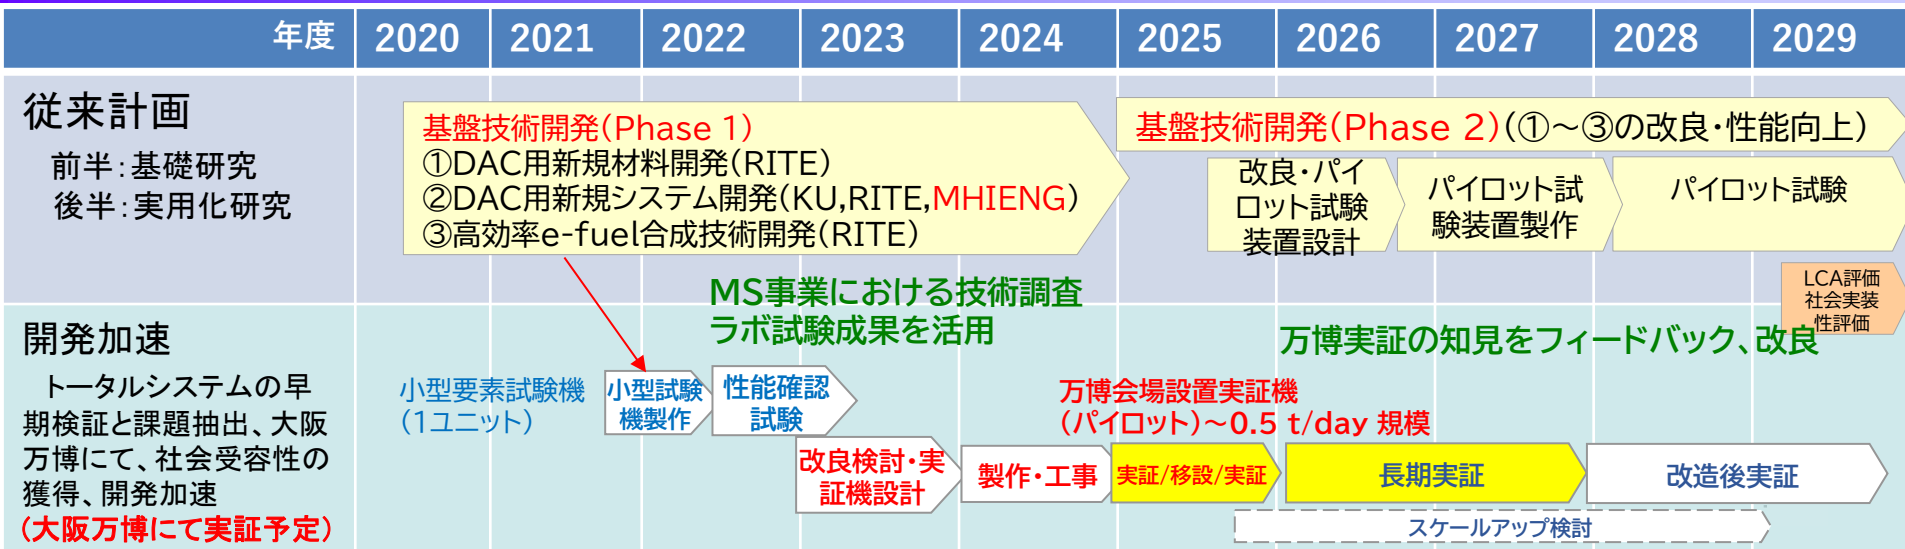 年度 2020 2021 2022 2023 2024 2025 2026 2027 2028 2029
従来計画
前半：基礎研究
後半：実用化研究
基盤技術開発(Phase 1)
①DAC用新規材料開発(RITE)
②DAC用新規システム開発(KU,RITE,MHIENG)
③高効率e-fuel合成技術開発(RITE)
基盤技術開発(Phase 2)(①～③の改良・性能向上)
改良・パイ
ロット試験
装置設計
パイロット試
験装置製作
パイロット試験
LCA評価
社会実装
性評価
MS事業における技術調査
ラボ試験成果を活用
万博実証の知見をフィードバック、改良
開発加速
トータルシステムの早
期検証と課題抽出、大阪
万博にて、社会受容性の
獲得、開発加速
(大阪万博にて実証予定)
小型要素試験機
(1ユニット)
小型試験
機製作
性能確認
試験
改良検討・実
証機設計
製作・工事
万博会場設置実証機
(パイロット)～0.5 t/day 規模
実証/移設/実証
長期実証
改造後実証
スケールアップ検討